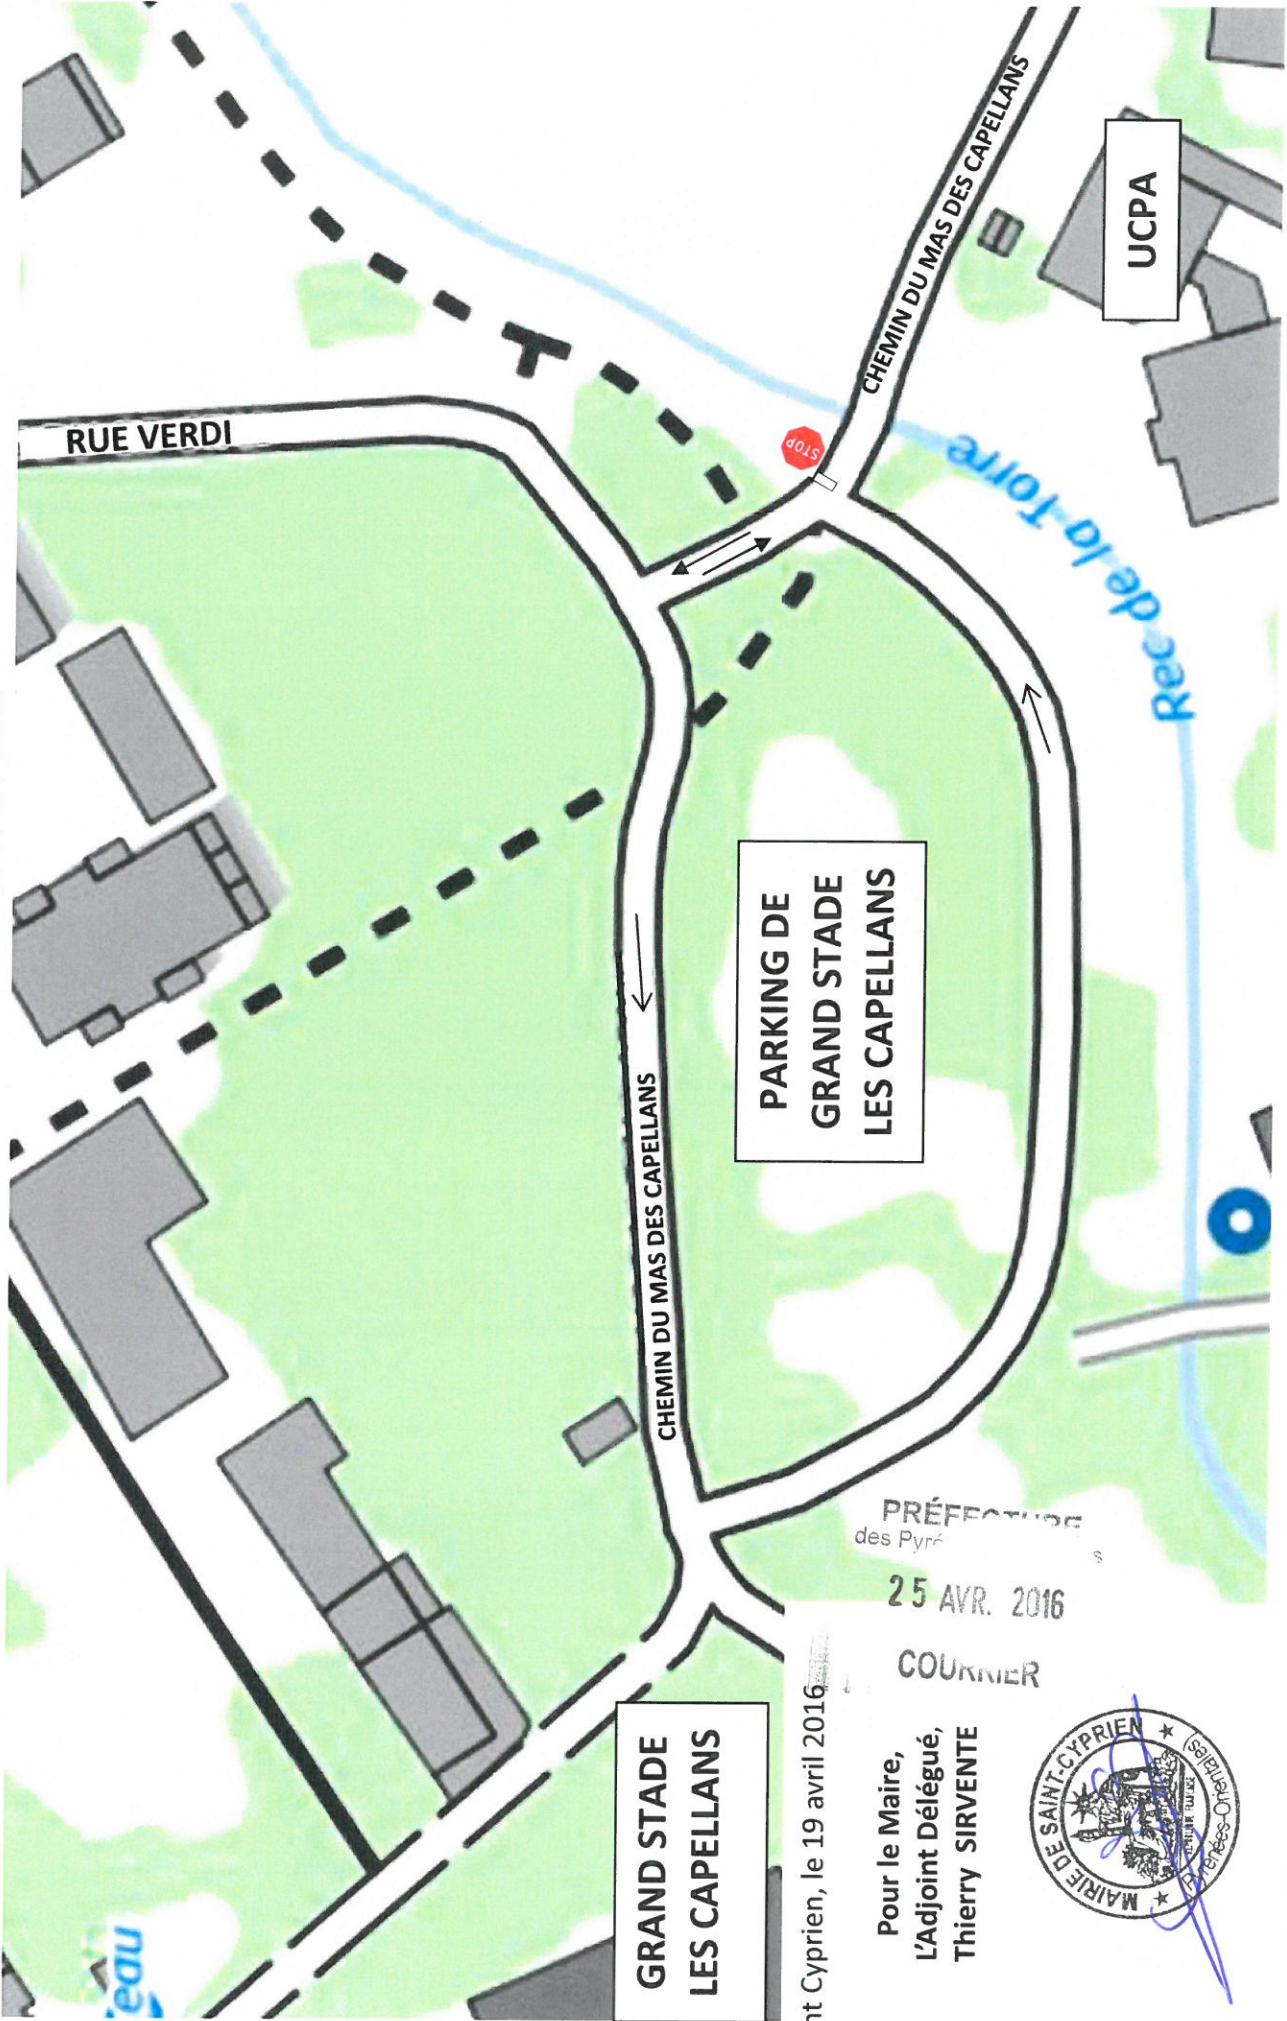 RUE VERDI
CHEMIN DU MAS DES CAPELLANS
UCPA
STOP
Rec de la Torre
CHEMIN DU MAS DES CAPELLANS
PARKING DE
GRAND STADE
LES CAPELLANS
GRAND STADE
LES CAPELLANS
eau
nt Cyprien, le 19 avril 2016
Pour le Maire,
L'Adjoint Délégué,
Thierry SIRVENTE
PRÉFECTURE
des Pyré
s
25 AVR. 2016
COURRIER
MAIRIE DE SAINT-CYPRIEN
(Pyrénées-Orientales)